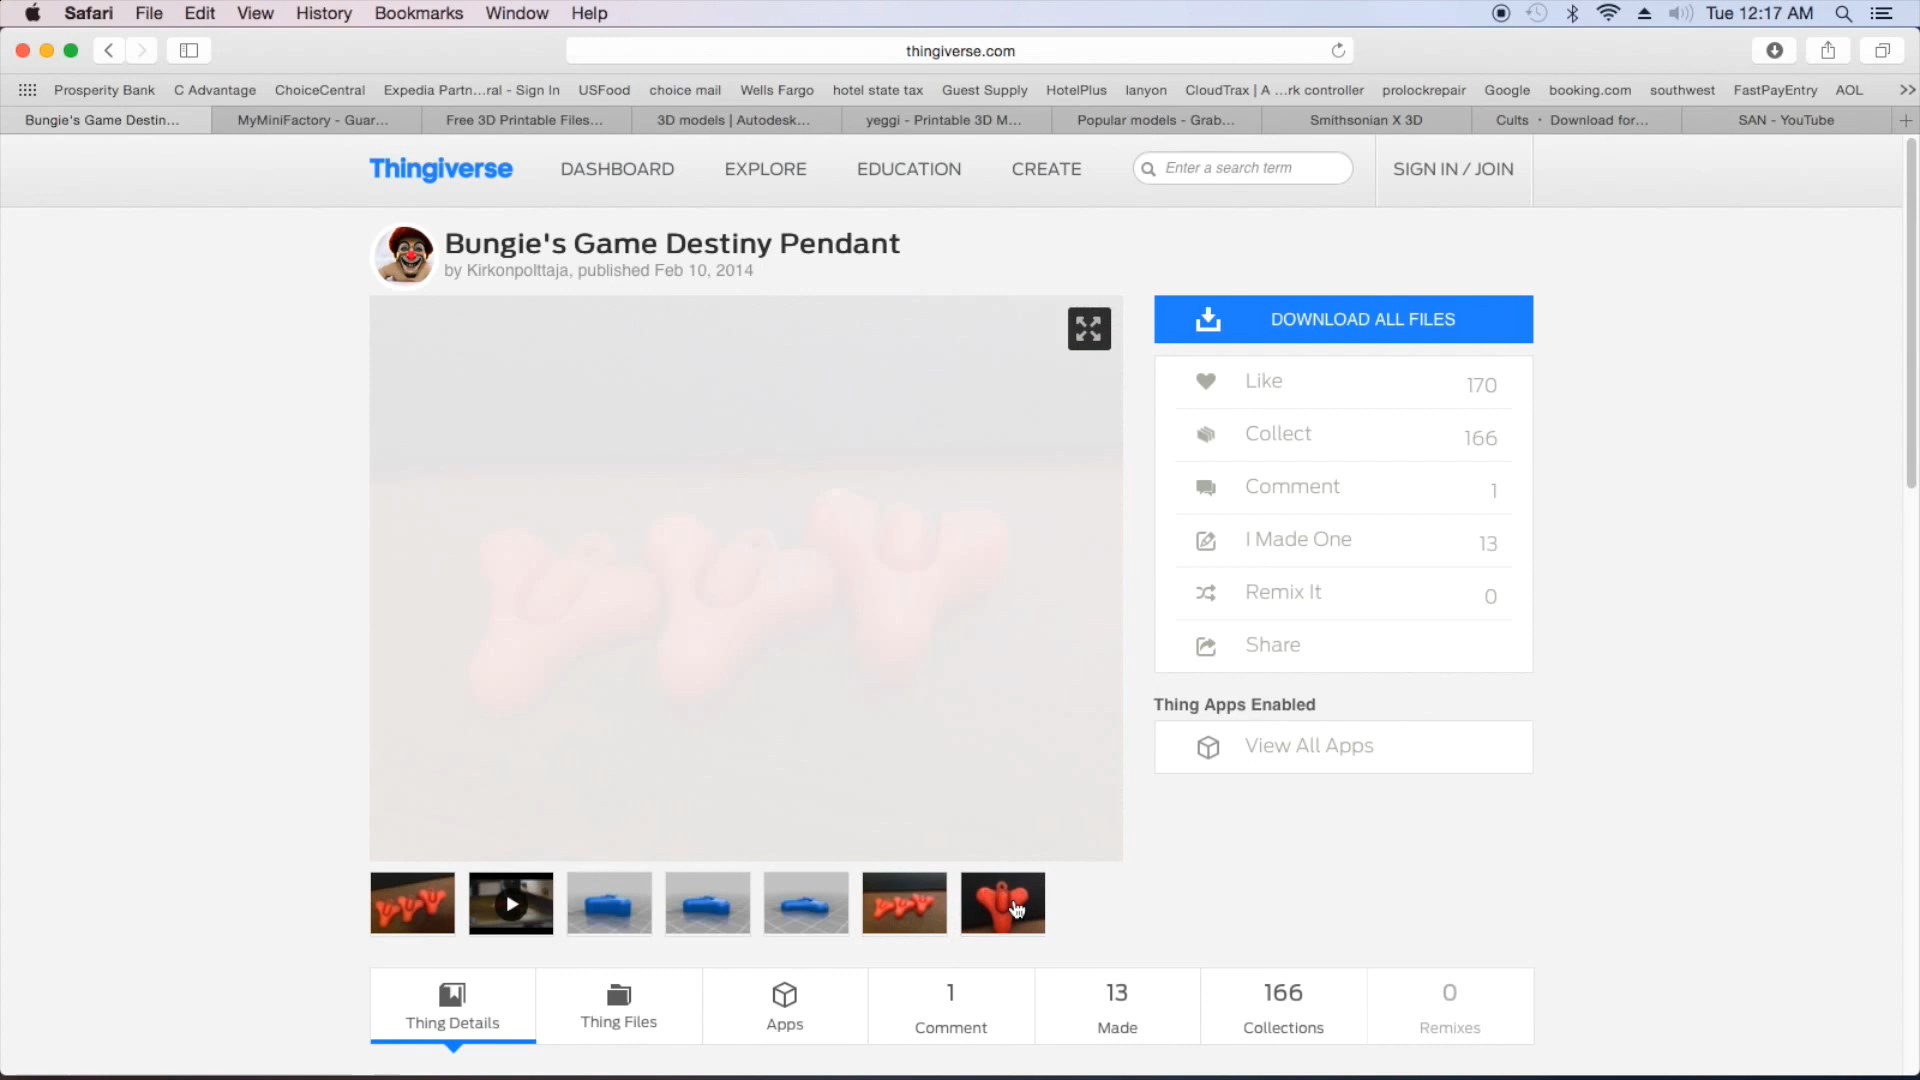 Safari File Edit View History Bookmarks Window Help Tue 12:17 AM
thingiverse.com
Prosperity Bank C Advantage ChoiceCentral Expedia Partn...ral - Sign In USFood choice mail Wells Fargo hotel state tax Guest Supply HotelPlus lanyon CloudTrax | A ...rk controller prolockrepair Google booking.com southwest FastPayEntry AOL >>
Bungie's Game Destin... MyMiniFactory - Guar... Free 3D Printable Files... 3D models | Autodesk... yeggi - Printable 3D M... Popular models - Grab... Smithsonian X 3D Cults · Download for... SAN - YouTube +
Thingiverse DASHBOARD EXPLORE EDUCATION CREATE Enter a search term SIGN IN / JOIN
Bungie's Game Destiny Pendant
by Kirkonpolttaja, published Feb 10, 2014
DOWNLOAD ALL FILES
Like 170
Collect 166
Comment 1
I Made One 13
Remix It 0
Share
Thing Apps Enabled
View All Apps
1 13 166 0
Thing Details Thing Files Apps Comment Made Collections Remixes